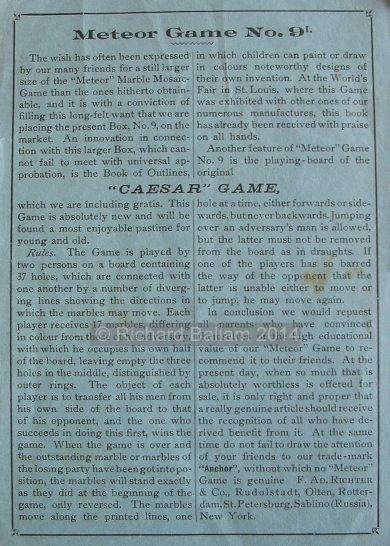 Meteor Game No. 9I.
The wish has often been expressed
by our many friends for a still larger
size of the "Meteor" Marble Mosaic-
Game than the ones hitherto obtain-
able, and it is with a conviction of
filling this long-felt want that we are
placing the present Box, No. 9, on the
market. An innovation in connec-
tion with this larger Box, which can-
not fail to meet with universal ap-
probation, is the Book of Outlines,
in which children can paint or draw
in colours noteworthy designs of
their own invention. At the World's
Fair in St. Louis, where this Game
was exhibited with other ones of our
numerous manufactures, this book
has already been received with praise
on all hands.
Another feature of "Meteor" Game
No. 9 is the playing-board of the
original
"CAESAR" GAME,
which we are including gratis. This
Game is absolutely new and will be
found a most enjoyable pastime for
young and old.
Rules. The Game is played by
two persons on a board containing
37 holes, which are connected with
one another by a number of diverg-
ing lines showing the directions in
which the marbles may move. Each
player receives marbles, differing
in colour from
with which he occupies his own half
of the board, leaving empty the three
holes in the middle, distinguished by
outer rings. The object of each
player is to transfer all his men from
his own side of the board to that
of his opponent, and the one who
succeeds in doing this first, wins the
game. When the game is over and
the outstanding marble or marbles of
the losing party have been got into po-
sition, the marbles will stand exactly
as they did at the beginning of the
game, only reversed. The marbles
move along the printed lines, one
hole at a time, either forwards or side-
wards, but never backwards. Jumping
over an adversary's man is allowed,
but the latter must not be removed
from the board as in draughts. If
one of the players has so barred
the way of the opponent that the
latter is unable either to move or
to jump, he may move again.
In conclusion we would request
all parents who have convinced
high educational
value of our "Meteor" Game to re-
commend it to their friends. At the
present day, when so much that is
absolutely worthless is offered for
sale, it is only right and proper that
a really genuine article should receive
the recognition of all who have de-
rived benefit from it. At the same
time do not fail to draw the attention
of your friends to our trade-mark
"Anchor", without which no "Meteor"
Game is genuine. F. AD. RICHTER
& Co., Rudolstadt, Olten, Rotter-
dam, St. Petersburg, Sablino (Russia),
New York.
© Richard Ballam 2014